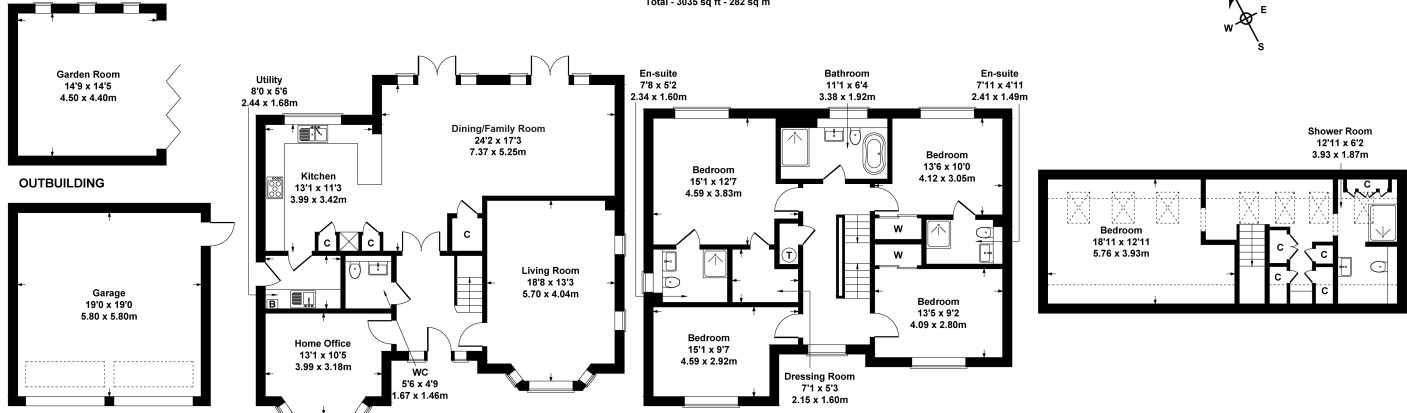 Total - 3035 sq ft - 282 sq m
E
W
S
Garden Room
14'9 x 14'5
4.50 x 4.40m
OUTBUILDING
Garage
19'0 x 19'0
5.80 x 5.80m
Utility
8'0 x 5'6
2.44 x 1.68m
Dining/Family Room
24'2 x 17'3
7.37 x 5.25m
Kitchen
13'1 x 11'3
3.99 x 3.42m
C
C
C
B
Living Room
18'8 x 13'3
5.70 x 4.04m
Home Office
13'1 x 10'5
3.99 x 3.18m
WC
5'6 x 4'9
1.67 x 1.46m
En-suite
7'8 x 5'2
2.34 x 1.60m
Bathroom
11'1 x 6'4
3.38 x 1.92m
En-suite
7'11 x 4'11
2.41 x 1.49m
Bedroom
15'1 x 12'7
4.59 x 3.83m
Bedroom
13'6 x 10'0
4.12 x 3.05m
T
W
W
Bedroom
15'1 x 9'7
4.59 x 2.92m
Bedroom
13'5 x 9'2
4.09 x 2.80m
Dressing Room
7'1 x 5'3
2.15 x 1.60m
Shower Room
12'11 x 6'2
3.93 x 1.87m
Bedroom
18'11 x 12'11
5.76 x 3.93m
C
C
C
C
C